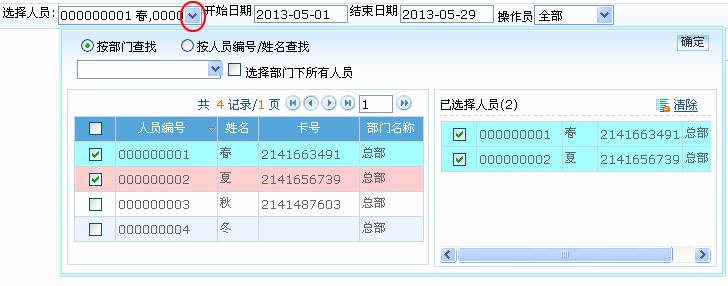 选择人员: 000000001 春,0000 开始日期 2013-05-01 结束日期 2013-05-29 操作员 全部
按部门查找 按人员编号/姓名查找 确定
选择部门下所有人员
共 4 记录/1 页 1
已选择人员(2) 清除
人员编号 姓名 卡号 部门名称
000000001 春 2141663491 总部
000000002 夏 2141656739 总部
000000003 秋 2141487603 总部
000000004 冬 总部
000000001 春 2141663491 总部
000000002 夏 2141656739 总部